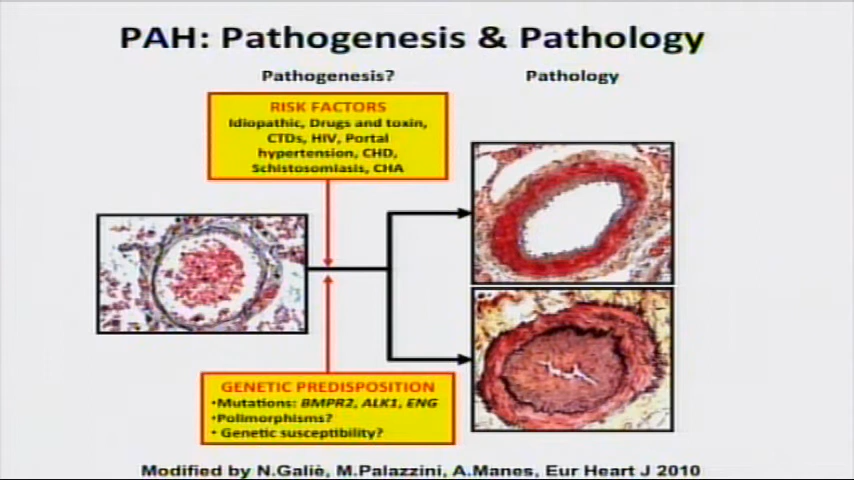 PAH: Pathogenesis & Pathology
Pathogenesis?
Pathology
RISK FACTORS
Idiopathic, Drugs and toxin,
CTDs, HIV, Portal
hypertension, CHD,
Schistosomiasis, CHA
GENETIC PREDISPOSITION
•Mutations: BMPR2, ALK1, ENG
•Polimorphisms?
• Genetic susceptibility?
Modified by N.Galiè, M.Palazzini, A.Manes, Eur Heart J 2010